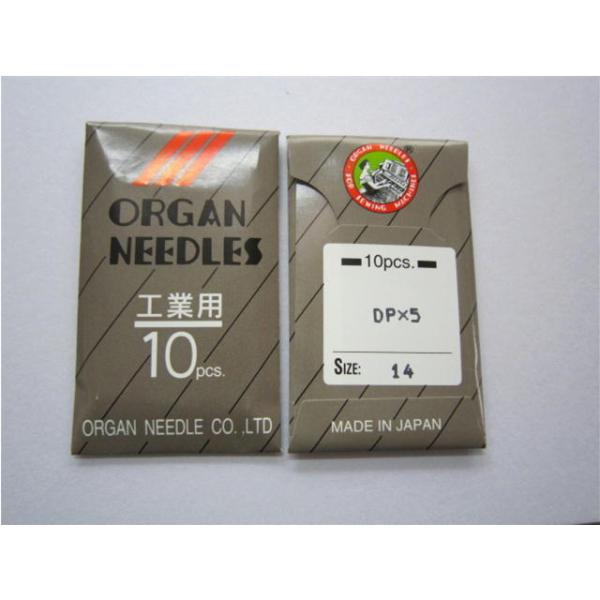 ORGAN
NEEDLES
工業用
10pcs.
ORGAN NEEDLE CO.,LTD
ORGAN NEEDLES
FOR SEWING MACHINES
®
10pcs.
DP×5
SIZE: 14
MADE IN JAPAN